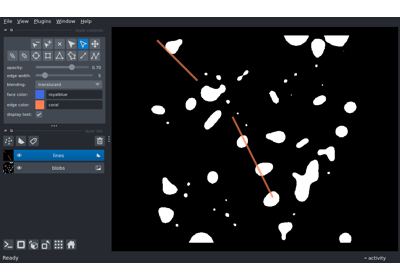 File View Plugins Window Help
opacity: 0.70
edge width: 5
blending: translucent
face color: royalblue
edge color: coral
display text:
lines
blobs
Ready
activity